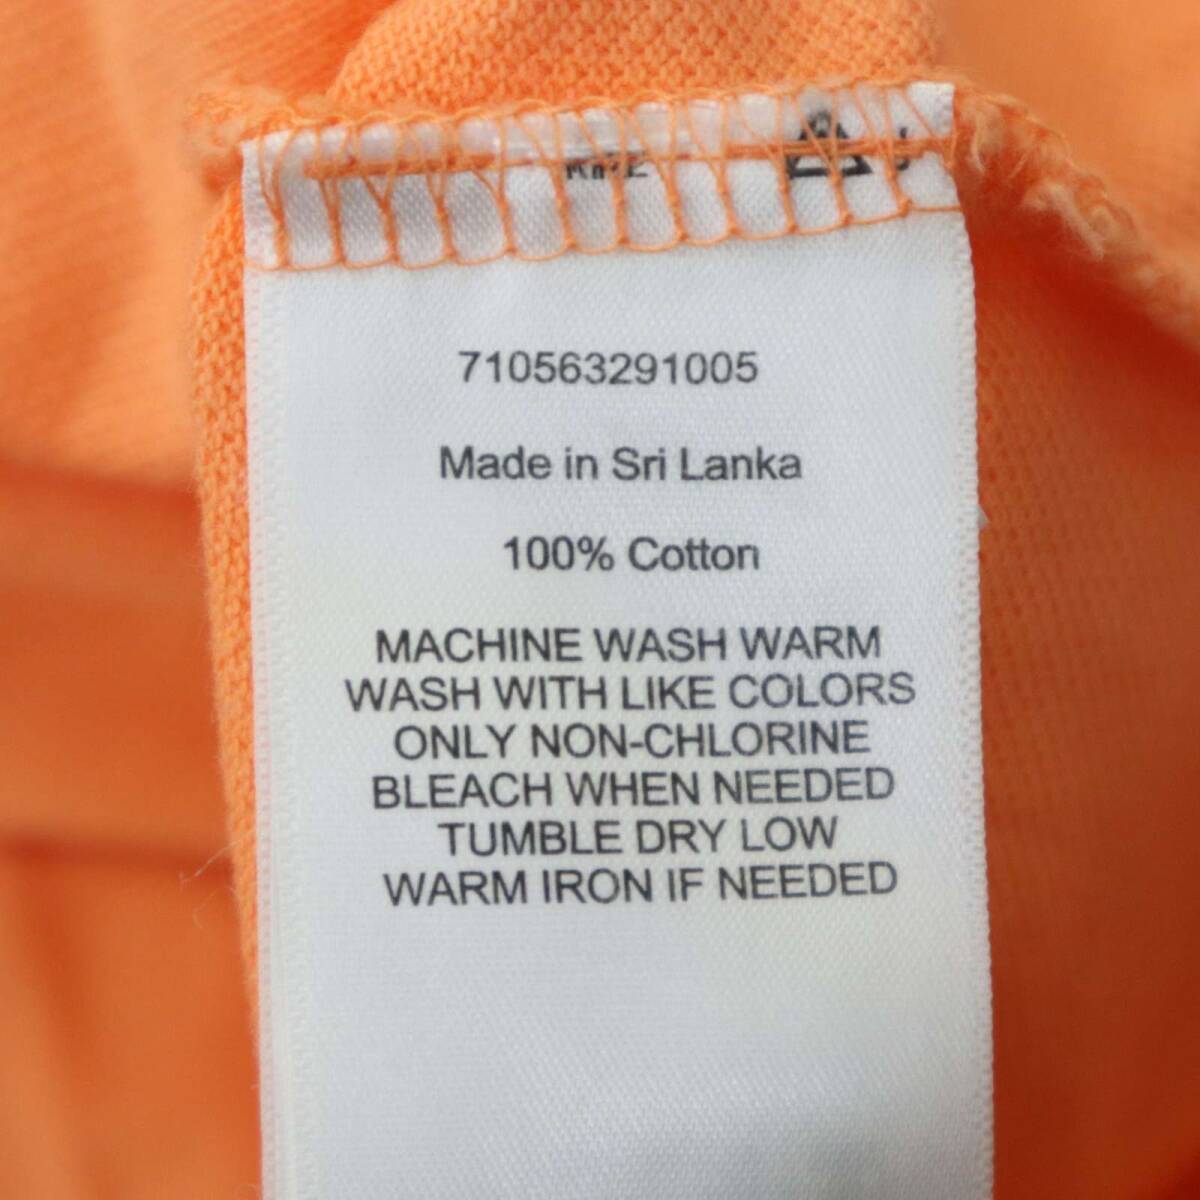 710563291005
Made in Sri Lanka
100% Cotton
MACHINE WASH WARM
WASH WITH LIKE COLORS
ONLY NON-CHLORINE
BLEACH WHEN NEEDED
TUMBLE DRY LOW
WARM IRON IF NEEDED